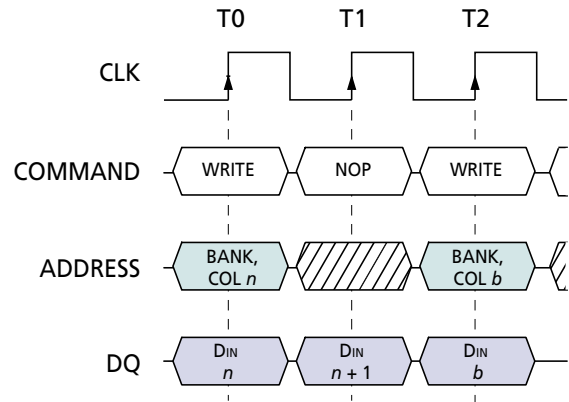 T0 T1 T2
CLK
COMMAND WRITE NOP WRITE
ADDRESS BANK, COL n BANK, COL b
DQ DIN n DIN n + 1 DIN b